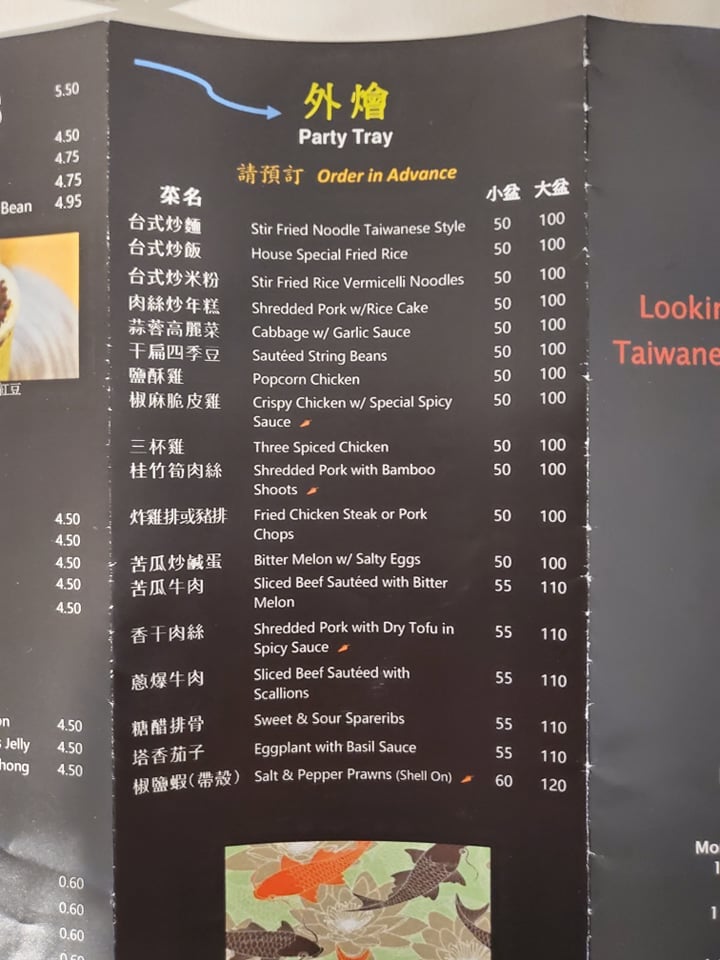 5.50
4.50
4.75
4.75
Bean 4.95
紅豆
4.50
4.50
4.50
4.50
4.50
4.50
Jelly 4.50
4.50
0.60
0.60
0.60
外燴
Party Tray
請預訂 Order in Advance
菜名 小盆 大盆
台式炒麵 Stir Fried Noodle Taiwanese Style 50 100
台式炒飯 House Special Fried Rice 50 100
台式炒米粉 Stir Fried Rice Vermicelli Noodles 50 100
肉絲炒年糕 Shredded Pork w/Rice Cake 50 100
蒜蓉高麗菜 Cabbage w/ Garlic Sauce 50 100
干扁四季豆 Sautéed String Beans 50 100
鹽酥雞 Popcorn Chicken 50 100
椒麻脆皮雞 Crispy Chicken w/ Special Spicy 50 100
Sauce
三杯雞 Three Spiced Chicken 50 100
桂竹筍肉絲 Shredded Pork with Bamboo 50 100
Shoots
炸雞排或豬排 Fried Chicken Steak or Pork 50 100
Chops
苦瓜炒鹹蛋 Bitter Melon w/ Salty Eggs 50 100
苦瓜牛肉 Sliced Beef Sautéed with Bitter 55 110
Melon
香干肉絲 Shredded Pork with Dry Tofu in 55 110
Spicy Sauce
蔥爆牛肉 Sliced Beef Sautéed with 55 110
Scallions
糖醋排骨 Sweet & Sour Spareribs 55 110
塔香茄子 Eggplant with Basil Sauce 55 110
椒鹽蝦(帶殼) Salt & Pepper Prawns (Shell On) 60 120
Lookin
Taiwane
Mo
1
1